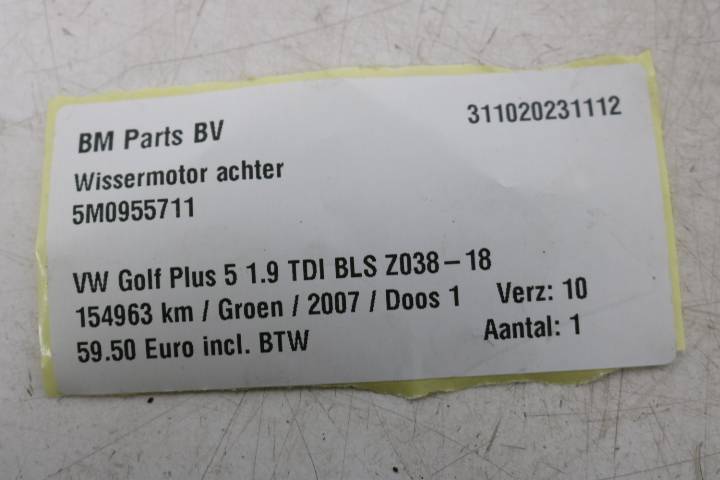 BM Parts BV 311020231112
Wissermotor achter
5M0955711
VW Golf Plus 5 1.9 TDI BLS Z038-18
154963 km / Groen / 2007 / Doos 1 Verz: 10
59.50 Euro incl. BTW Aantal: 1